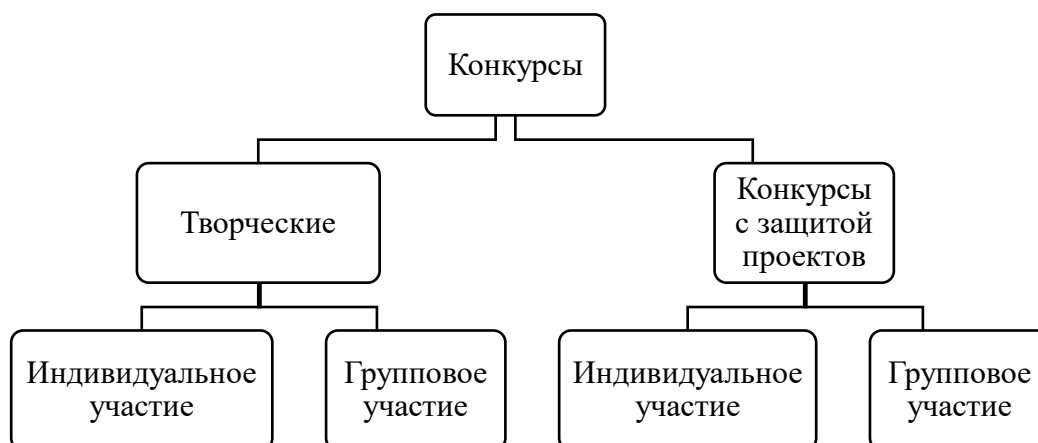 Конкурсы
Творческие
Конкурсы
с защитой
проектов
Индивидуальное
участие
Групповое
участие
Индивидуальное
участие
Групповое
участие